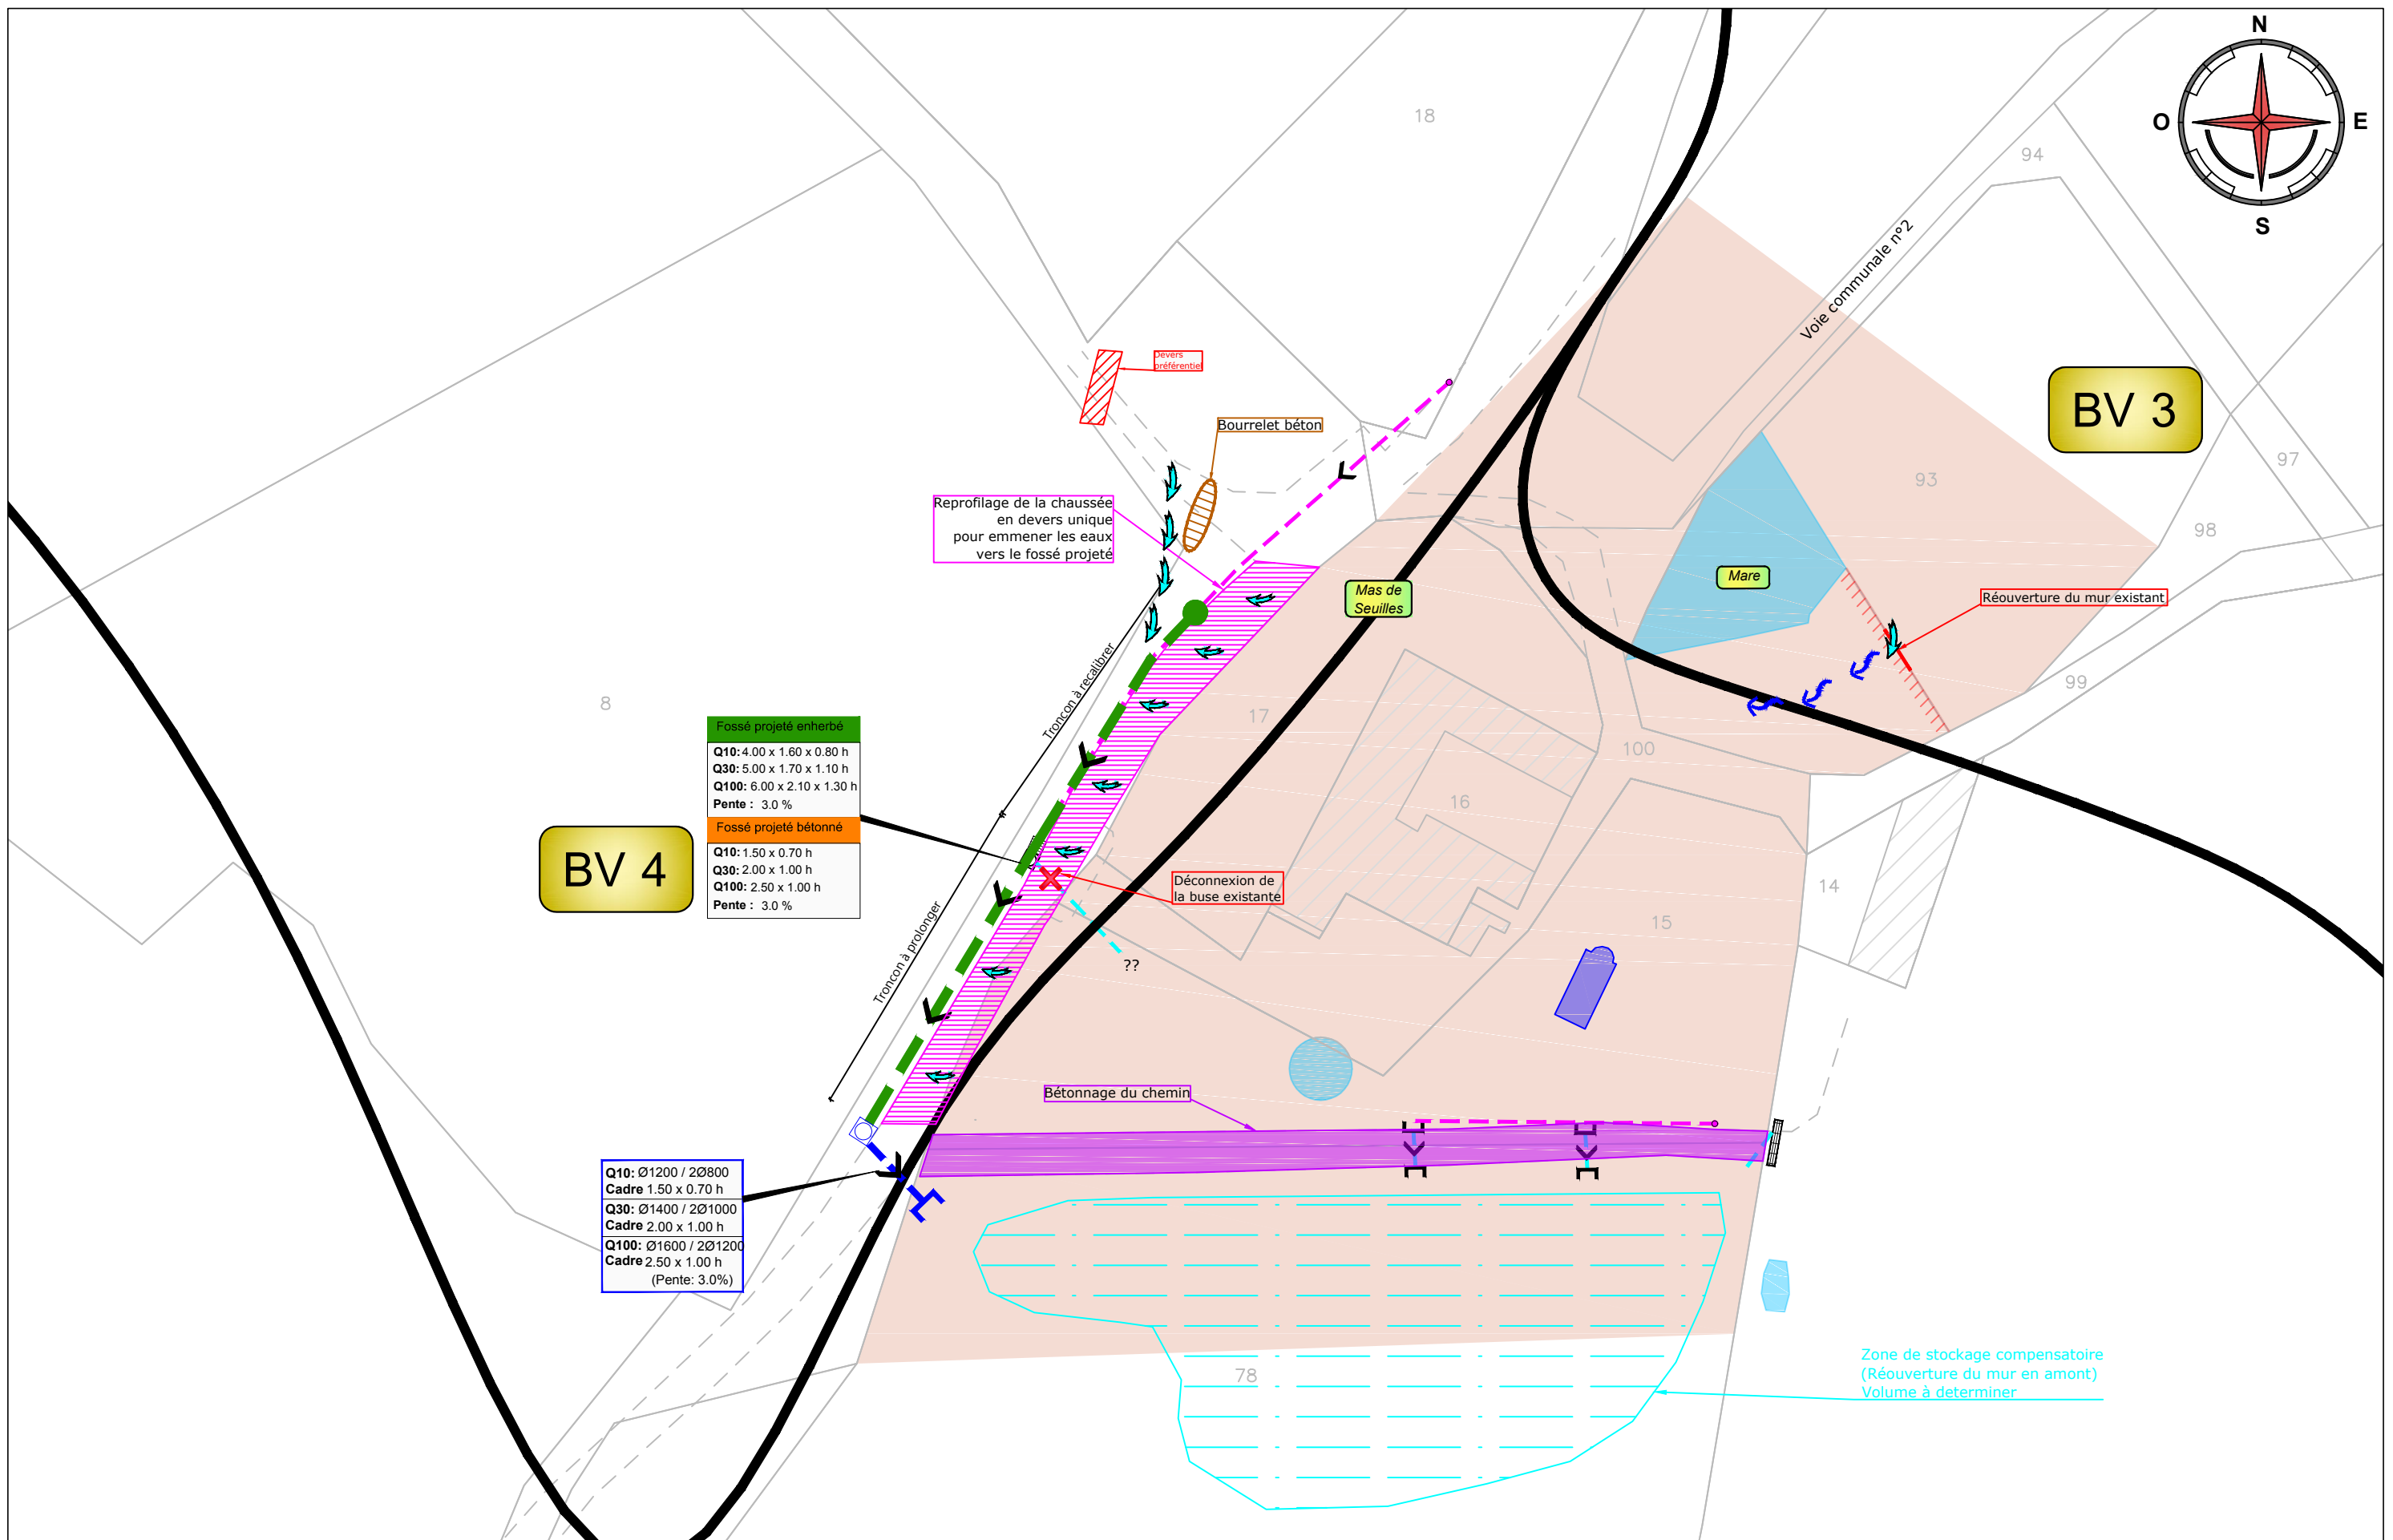 N
O
E
S
18
94
Voie communale n°2
BV 3
97
93
98
Devers
préférentiel
Bourrelet béton
Reprofilage de la chaussée
en devers unique
pour emmener les eaux
vers le fossé projeté
Mas de
Seuilles
Mare
Réouverture du mur existant
99
Troncon à recalibrer
8
17
100
16
Fossé projeté enherbé
Q10: 4.00 x 1.60 x 0.80 h
Q30: 5.00 x 1.70 x 1.10 h
Q100: 6.00 x 2.10 x 1.30 h
Pente : 3.0 %
Fossé projeté bétonné
Q10: 1.50 x 0.70 h
Q30: 2.00 x 1.00 h
Q100: 2.50 x 1.00 h
Pente : 3.0 %
BV 4
Déconnexion de
la buse existante
14
15
Troncon à prolonger
??
Bétonnage du chemin
Q10: Ø1200 / 2Ø800
Cadre 1.50 x 0.70 h
Q30: Ø1400 / 2Ø1000
Cadre 2.00 x 1.00 h
Q100: Ø1600 / 2Ø1200
Cadre 2.50 x 1.00 h
(Pente: 3.0%)
78
Zone de stockage compensatoire
(Réouverture du mur en amont)
Volume à determiner